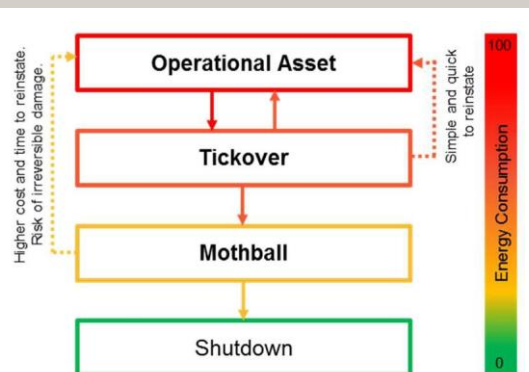 Higher cost and time to reinstate.
Risk of irreversible damage.
Operational Asset
Tickover
Mothball
Shutdown
Simple and quick
to reinstate
100
Energy Consumption
0